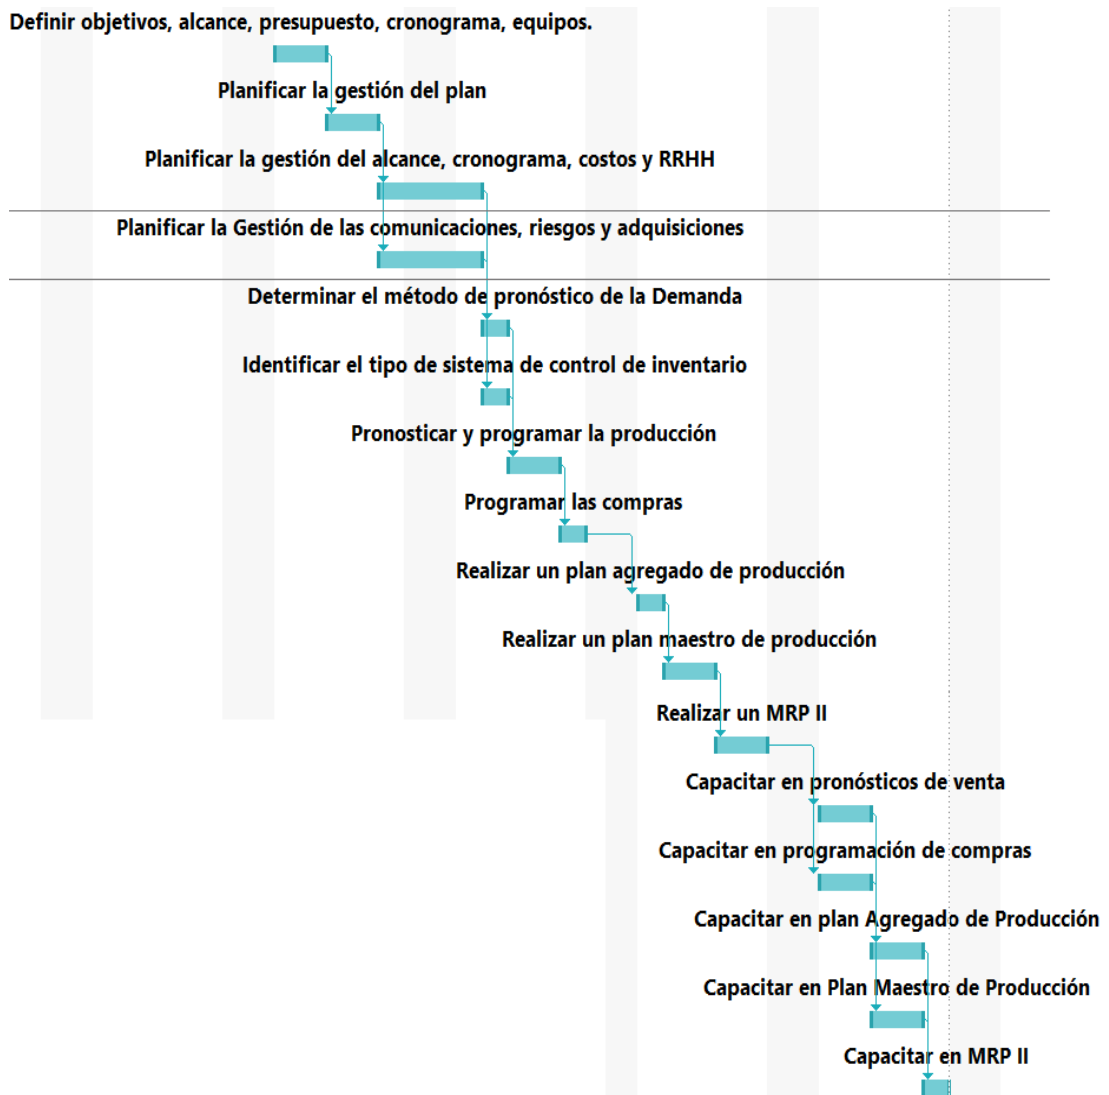 Definir objetivos, alcance, presupuesto, cronograma, equipos.
Planificar la gestión del plan
Planificar la gestión del alcance, cronograma, costos y RRHH
Planificar la Gestión de las comunicaciones, riesgos y adquisiciones
Determinar el método de pronóstico de la Demanda
Identificar el tipo de sistema de control de inventario
Pronosticar y programar la producción
Programar las compras
Realizar un plan agregado de producción
Realizar un plan maestro de producción
Realizar un MRP II
Capacitar en pronósticos de venta
Capacitar en programación de compras
Capacitar en plan Agregado de Producción
Capacitar en Plan Maestro de Producción
Capacitar en MRP II